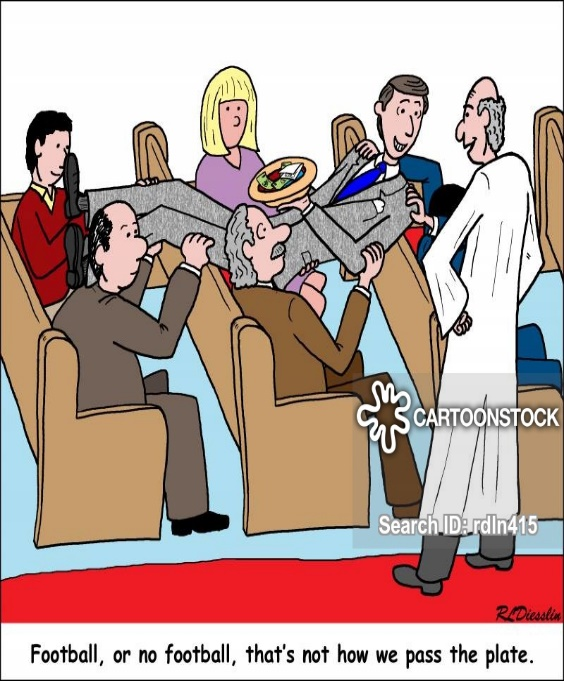 CARTOONSTOCK
Search ID: rdln415
RLDiesslin
Football, or no football, that's not how we pass the plate.